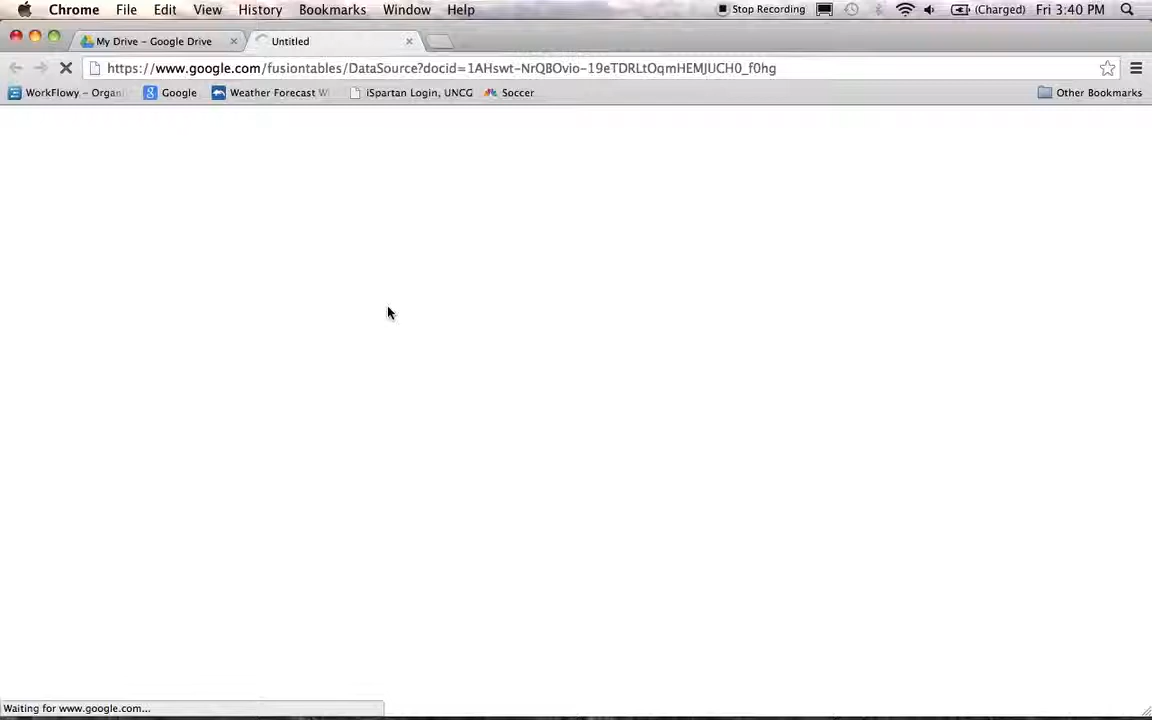 Chrome File Edit View History Bookmarks Window Help Stop Recording (Charged) Fri 3:40 PM
My Drive – Google Drive Untitled
https://www.google.com/fusiontables/DataSource?docid=1AHswt-NrQBOvio-19eTDRLtOqmHEMJUCH0_f0hg
WorkFlowy – Organi Google Weather Forecast W iSpartan Login, UNCG Soccer Other Bookmarks
Waiting for www.google.com...